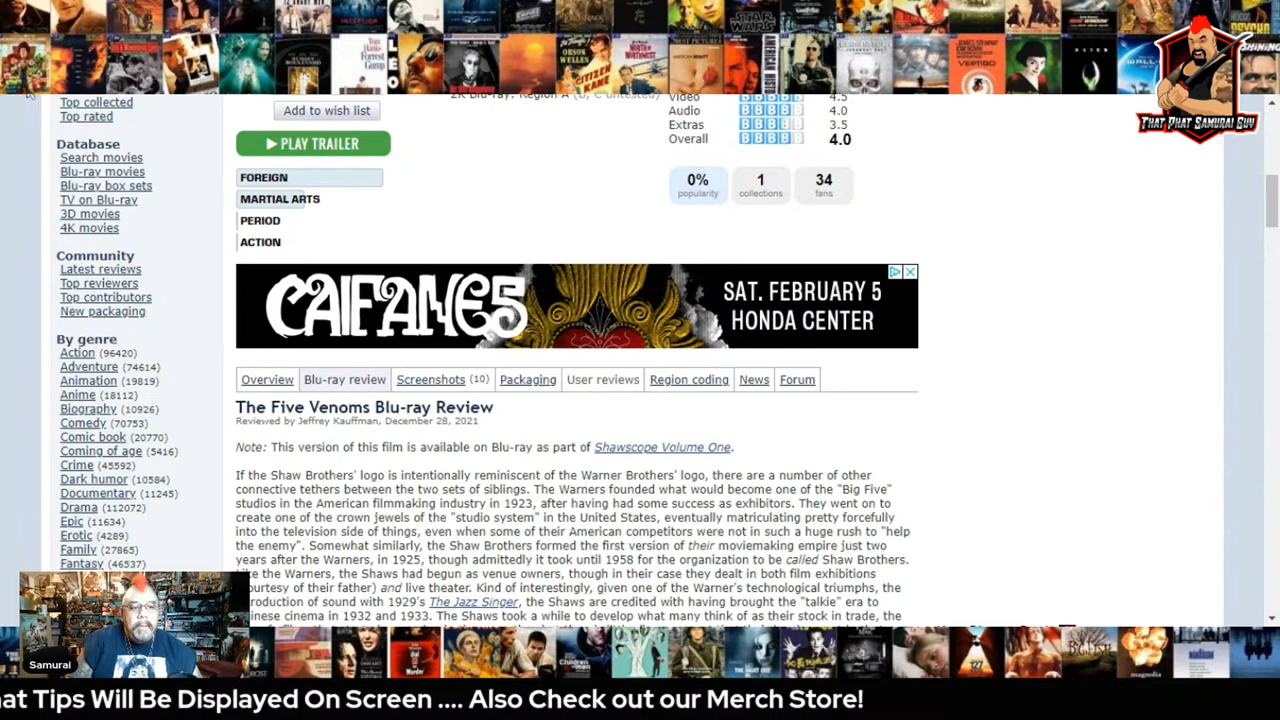 THAT PHAT SAMURAI GUY
Top collected
Top rated
Database
Search movies
Blu-ray movies
Blu-ray box sets
TV on Blu-ray
3D movies
4K movies
Community
Latest reviews
Top reviewers
Top contributors
New packaging
By genre
Action (96420)
Adventure (74614)
Animation (19819)
Anime (18112)
Biography (10926)
Comedy (70753)
Comic book (20770)
Coming of age (5416)
Crime (45592)
Dark humor (10584)
Documentary (11245)
Drama (112072)
Epic (11634)
Erotic (4289)
Family (27865)
Fantasy (46537)
Add to wish list
PLAY TRAILER
FOREIGN
MARTIAL ARTS
PERIOD
ACTION
Video 4.5
Audio 4.0
Extras 3.5
Overall 4.0
0% popularity
1 collections
34 fans
CAIFANES
SAT. FEBRUARY 5
HONDA CENTER
Overview Blu-ray review Screenshots (10) Packaging User reviews Region coding News Forum
The Five Venoms Blu-ray Review
Reviewed by Jeffrey Kauffman, December 28, 2021
Note: This version of this film is available on Blu-ray as part of Shawscope Volume One.
If the Shaw Brothers' logo is intentionally reminiscent of the Warner Brothers' logo, there are a number of other
connective tethers between the two sets of siblings. The Warners founded what would become one of the "Big Five"
studios in the American filmmaking industry in 1923, after having had some success as exhibitors. They went on to
create one of the crown jewels of the "studio system" in the United States, eventually matriculating pretty forcefully
into the television side of things, even when some of their American competitors were not in such a huge rush to "help
the enemy". Somewhat similarly, the Shaw Brothers formed the first version of their moviemaking empire just two
years after the Warners, in 1925, though admittedly it took until 1958 for the organization to be called Shaw Brothers.
ike the Warners, the Shaws had begun as venue owners, though in their case they dealt in both film exhibitions
ourtesy of their father) and live theater. Kind of interestingly, given one of the Warner's technological triumphs, the
roduction of sound with 1929's The Jazz Singer, the Shaws are credited with having brought the "talkie" era to
inese cinema in 1932 and 1933. The Shaws took a while to develop what many think of as their stock in trade, the
Samurai
at Tips Will Be Displayed On Screen .... Also Check out our Merch Store!